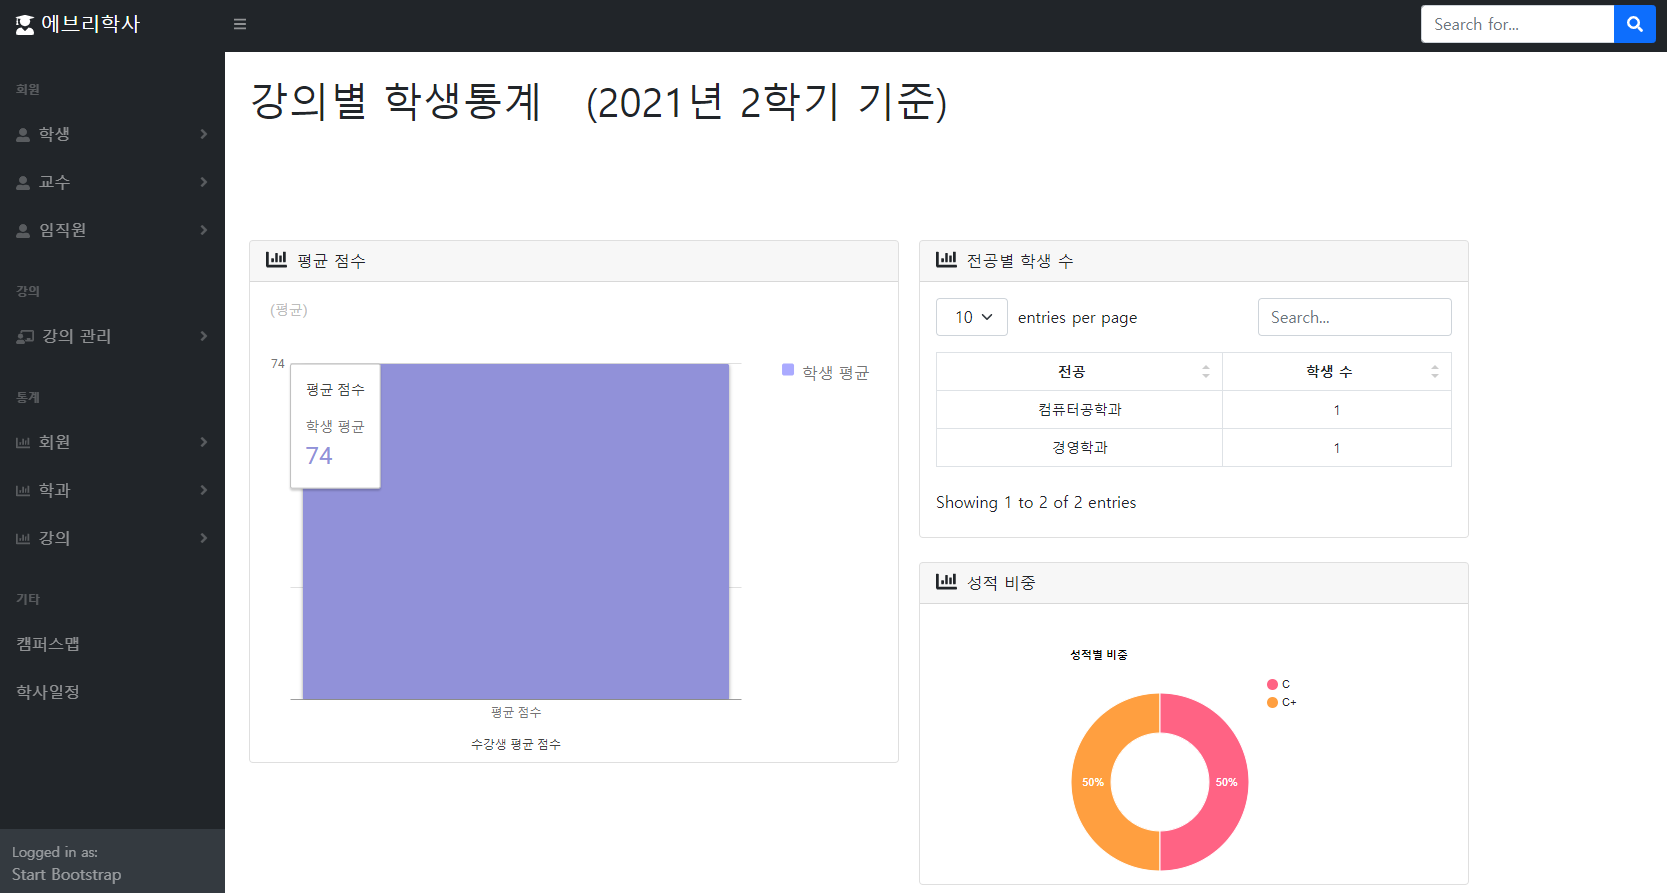 에브리학사
Search for...
회원
학생
교수
임직원
강의
강의 관리
통계
회원
학과
강의
기타
캠퍼스맵
학사일정
Logged in as:
Start Bootstrap
강의별 학생통계 (2021년 2학기 기준)
평균 점수
(평균)
74
평균 점수
학생 평균
74
학생 평균
평균 점수
수강생 평균 점수
전공별 학생 수
10 entries per page
Search...
전공 학생 수
컴퓨터공학과 1
경영학과 1
Showing 1 to 2 of 2 entries
성적 비중
성적별 비중
C
C+
50% 50%